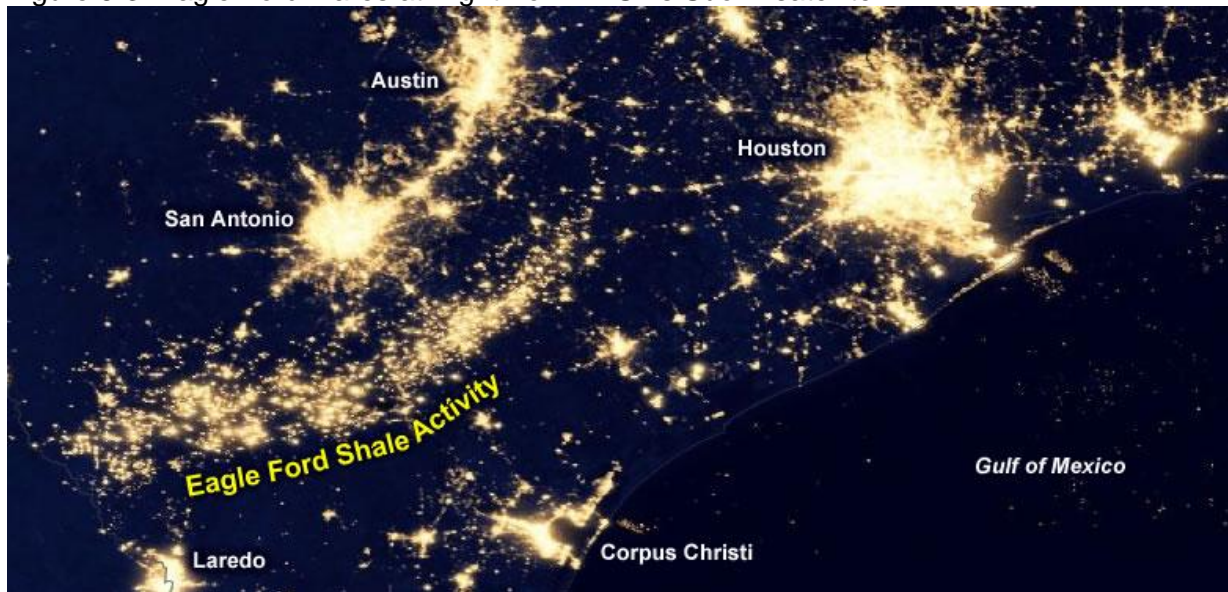 Austin
Houston
San Antonio
Eagle Ford Shale Activity
Gulf of Mexico
Corpus Christi
Laredo